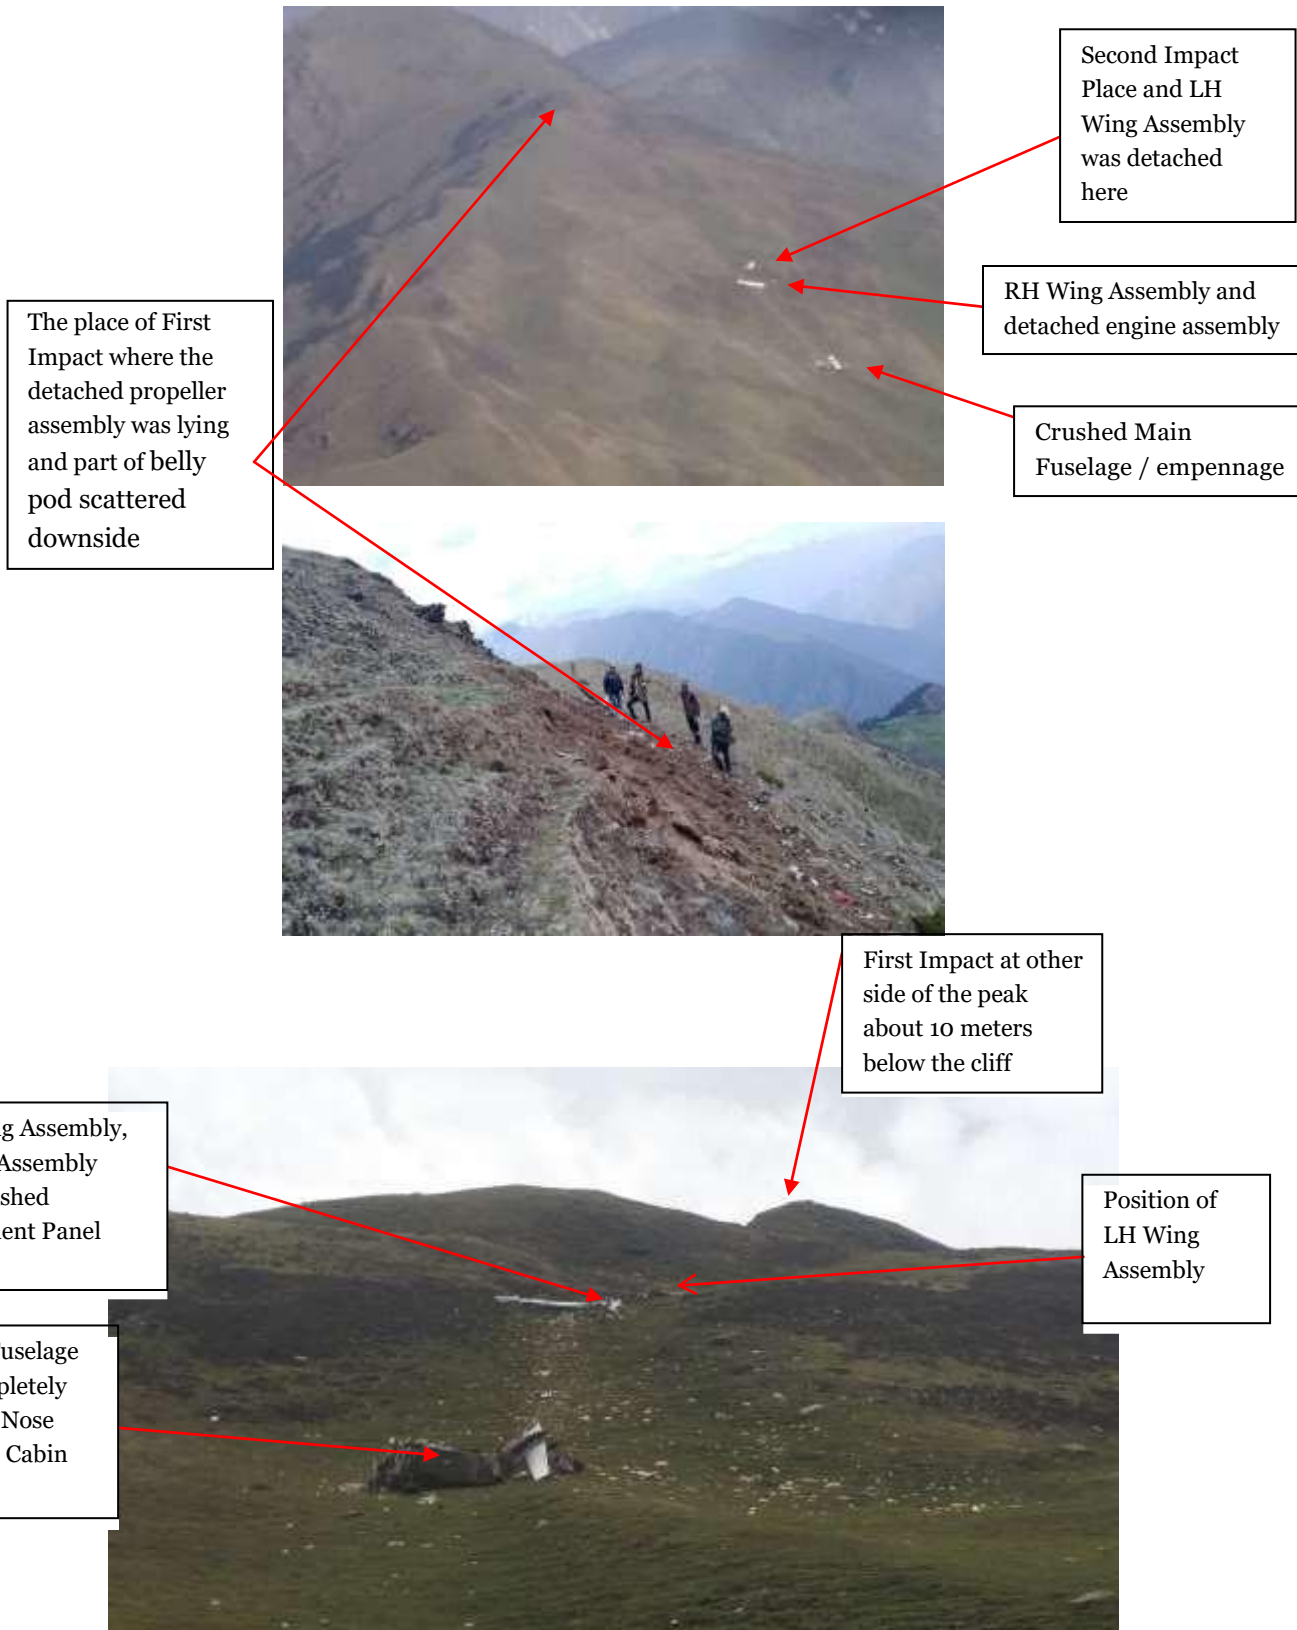 Second Impact
Place and LH
Wing Assembly
was detached
here
RH Wing Assembly and
detached engine assembly
The place of First
Impact where the
detached propeller
assembly was lying
and part of belly
pod scattered
downside
Crushed Main
Fuselage / empennage
First Impact at other
side of the peak
about 10 meters
below the cliff
Assembly,
Assembly
Panel
Position of
LH Wing
Assembly
Nose
Cabin